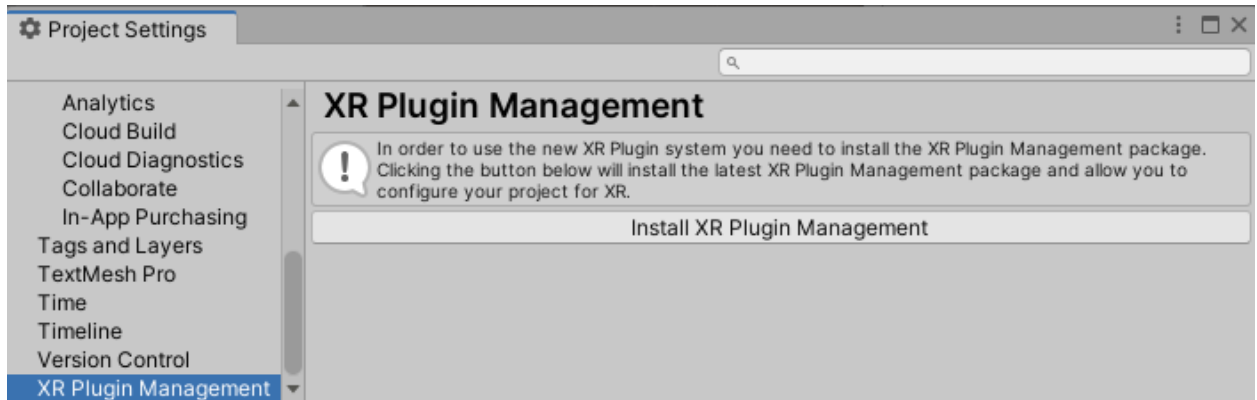 Project Settings
Analytics
Cloud Build
Cloud Diagnostics
Collaborate
In-App Purchasing
Tags and Layers
TextMesh Pro
Time
Timeline
Version Control
XR Plugin Management
XR Plugin Management
In order to use the new XR Plugin system you need to install the XR Plugin Management package.
Clicking the button below will install the latest XR Plugin Management package and allow you to
configure your project for XR.
Install XR Plugin Management